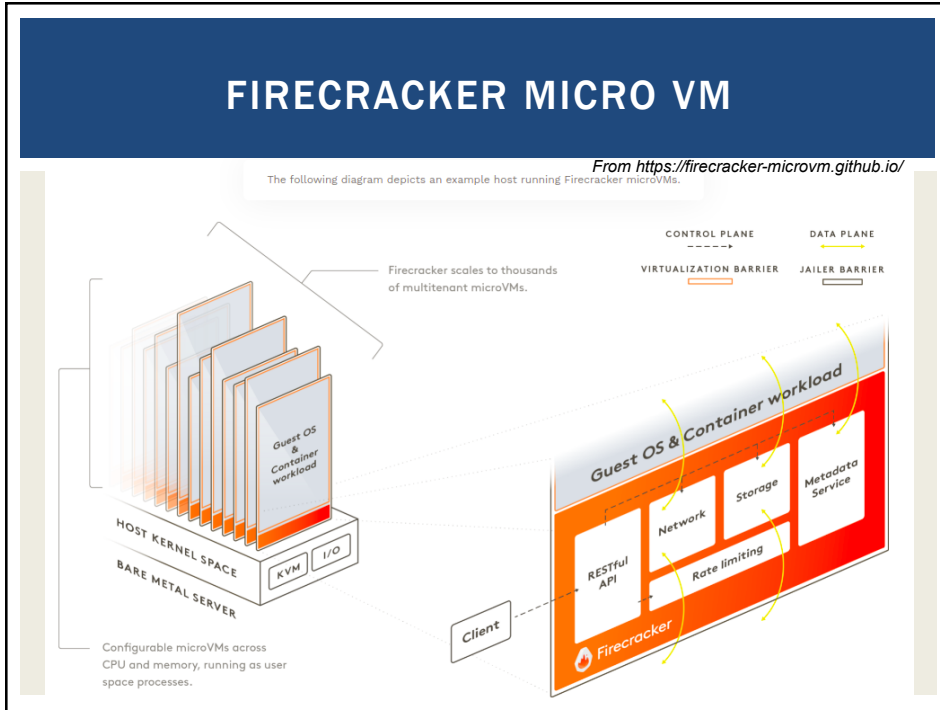 FIRECRACKER MICRO VM
From https://firecracker-microvm.github.io/
The following diagram depicts an example host running Firecracker microVMs.
CONTROL PLANE
DATA PLANE
VIRTUALIZATION BARRIER
JAILER BARRIER
Firecracker scales to thousands
of multitenant microVMs.
Guest OS
&
Container
workload
HOST KERNEL SPACE
KVM
I/O
BARE METAL SERVER
Configurable microVMs across
CPU and memory, running as user
space processes.
Guest OS & Container workload
RESTful
API
Network
Storage
Metadata
Service
Rate limiting
Client
Firecracker